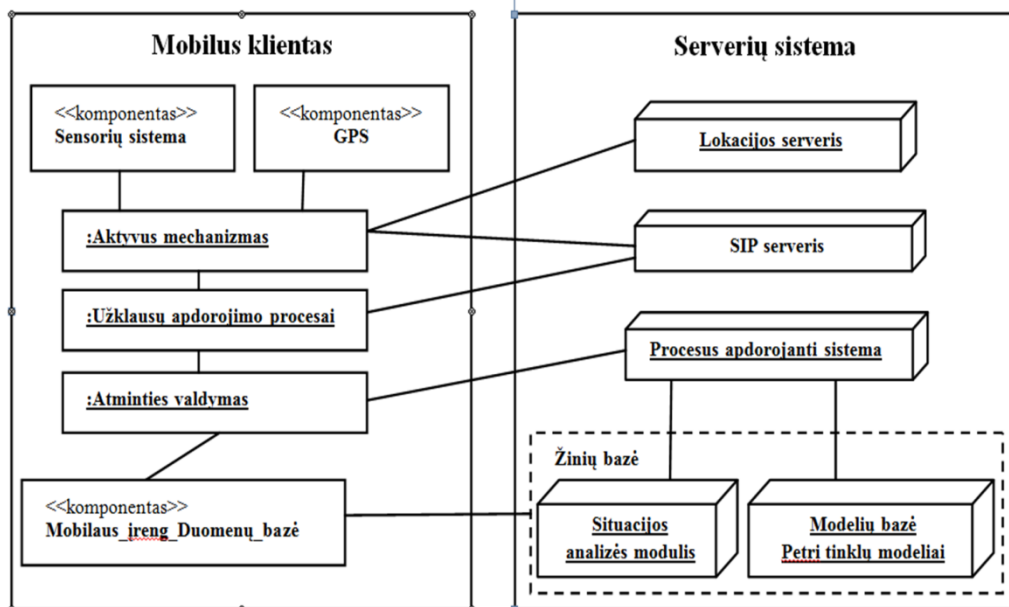 Mobilus klientas
<<komponentas>>
Sensorių sistema
<<komponentas>>
GPS
:Aktyvus mechanizmas
:Užklausų apdorojimo procesai
:Atminties valdymas
<<komponentas>>
Mobilaus_įreng_Duomenų_bazė
Serverių sistema
Lokacijos serveris
SIP serveris
Procesus apdorojanti sistema
Žinių bazė
Situacijos
analizės modulis
Modelių bazė
Petri tinklų modeliai